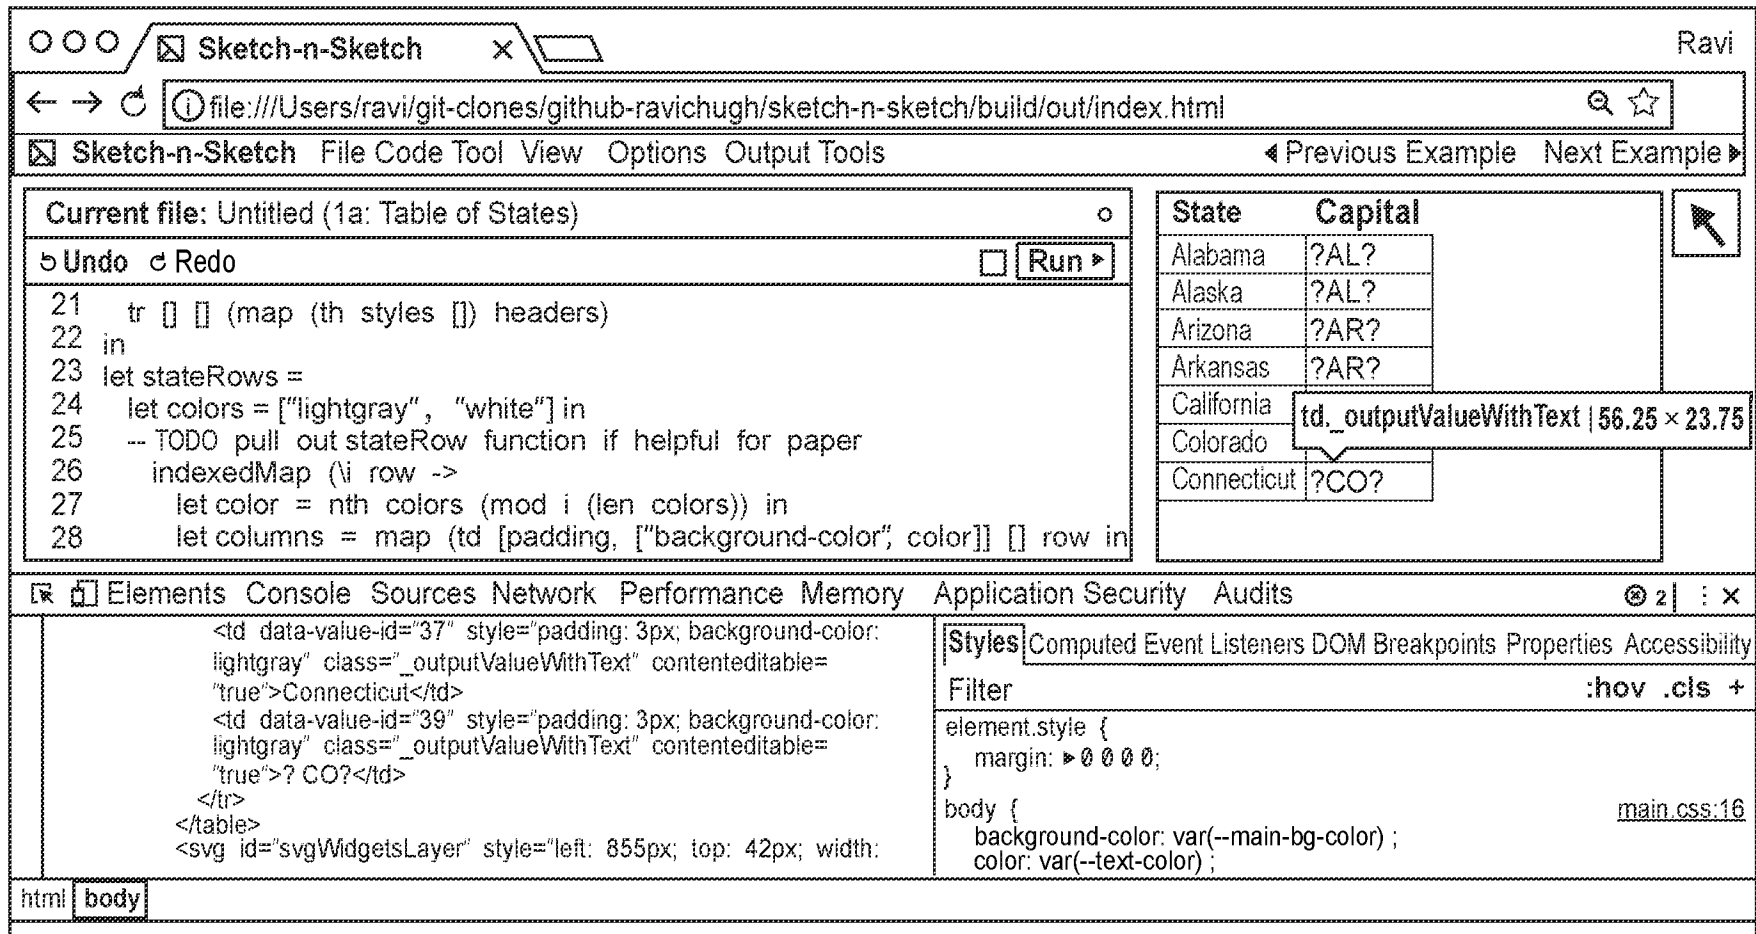 Sketch-n-Sketch ×
Ravi
file:///Users/ravi/git-clones/github-ravichugh/sketch-n-sketch/build/out/index.html
Sketch-n-Sketch File Code Tool View Options Output Tools ◀ Previous Example Next Example ▶
Current file: Untitled (1a: Table of States)
Undo Redo Run ▶
21 tr [] [] (map (th styles []) headers)
22 in
23 let stateRows =
24 let colors = ["lightgray", "white"] in
25 -- TODO pull out stateRow function if helpful for paper
26 indexedMap (\i row ->
27 let color = nth colors (mod i (len colors)) in
28 let columns = map (td [padding, ["background-color", color]] [] row in
State Capital
Alabama ?AL?
Alaska ?AL?
Arizona ?AR?
Arkansas ?AR?
California
td._outputValueWithText | 56.25 × 23.75
Colorado
Connecticut ?CO?
Elements Console Sources Network Performance Memory Application Security Audits 2 ⋮ ×
<td data-value-id="37" style="padding: 3px; background-color:
lightgray" class="_outputValueWithText" contenteditable=
"true">Connecticut</td>
<td data-value-id="39" style="padding: 3px; background-color:
lightgray" class="_outputValueWithText" contenteditable=
"true">? CO?</td>
</tr>
</table>
<svg id="svgWidgetsLayer" style="left: 855px; top: 42px; width:
Styles Computed Event Listeners DOM Breakpoints Properties Accessibility
Filter :hov .cls +
element.style {
margin: ▶ 0 0 0 0;
}
body { main.css:16
background-color: var(--main-bg-color) ;
color: var(--text-color) ;
html body